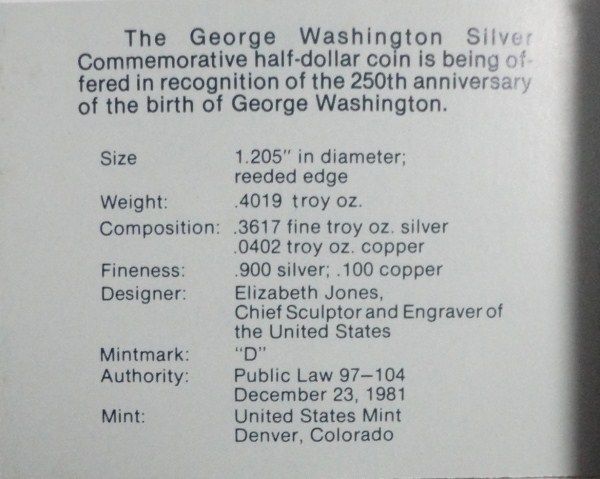 The George Washington Silver
Commemorative half-dollar coin is being of-
fered in recognition of the 250th anniversary
of the birth of George Washington.
Size 1.205" in diameter;
reeded edge
Weight: .4019 troy oz.
Composition: .3617 fine troy oz. silver
.0402 troy oz. copper
Fineness: .900 silver; .100 copper
Designer: Elizabeth Jones,
Chief Sculptor and Engraver of
the United States
Mintmark: "D"
Authority: Public Law 97–104
December 23, 1981
Mint: United States Mint
Denver, Colorado